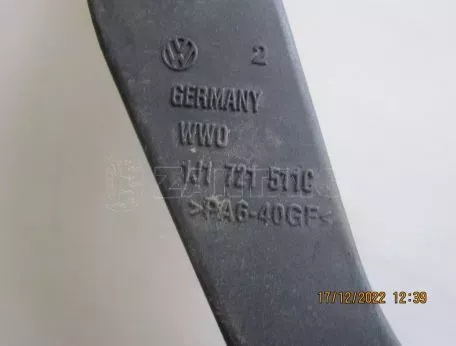 2
GERMANY
WWO
1J1 721 511C
>PA6-40GF<
17/12/2022 12:39